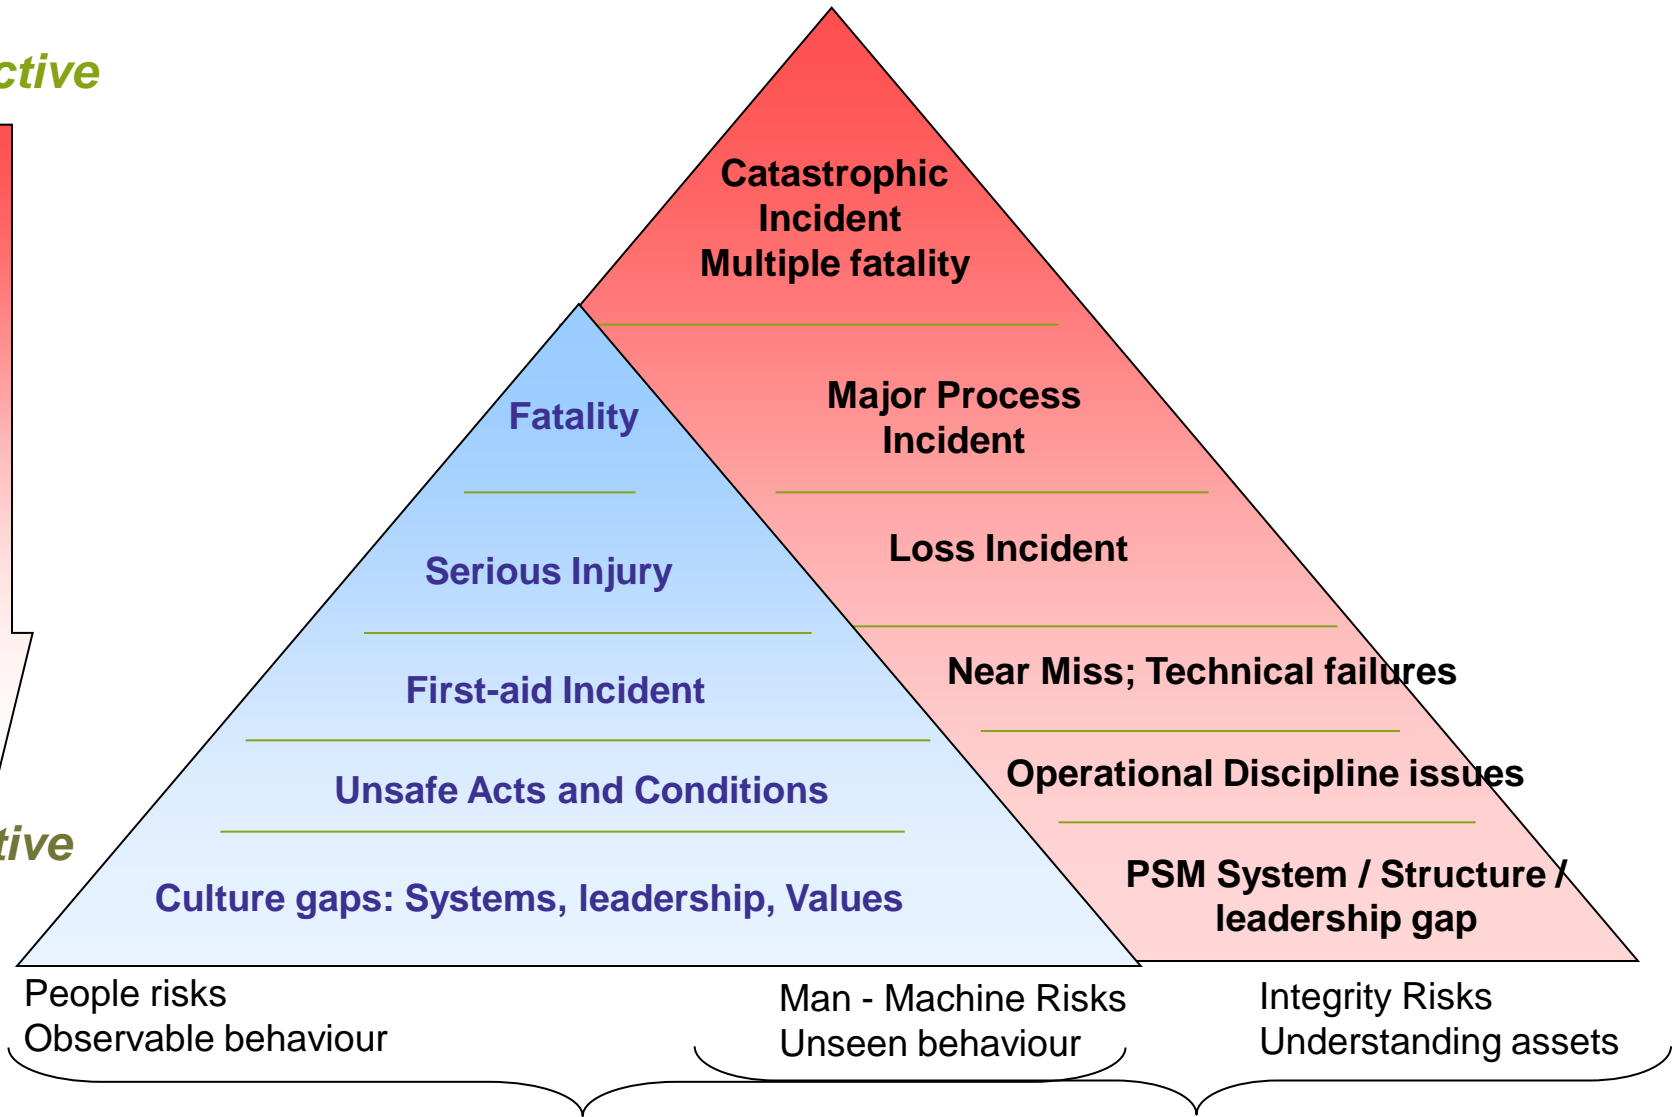 ctive
Catastrophic
Incident
Multiple fatality
Fatality
Major Process
Incident
Serious Injury
Loss Incident
First-aid Incident
Near Miss; Technical failures
Unsafe Acts and Conditions
Operational Discipline issues
tive
Culture gaps: Systems, leadership, Values
PSM System / Structure /
leadership gap
People risks
Observable behaviour
Man - Machine Risks
Unseen behaviour
Integrity Risks
Understanding assets